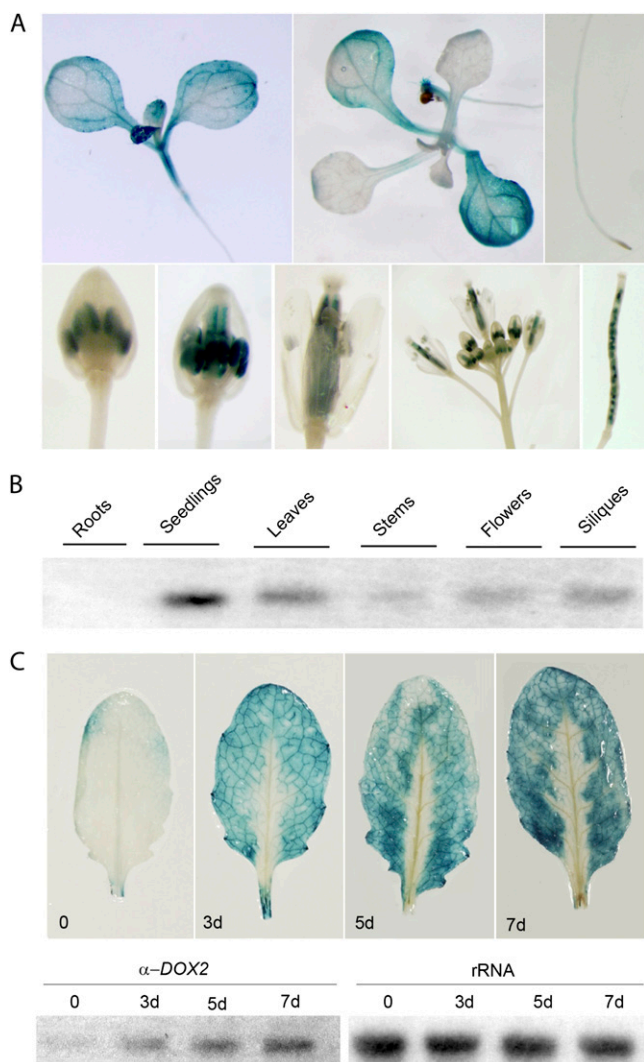 A
B
Roots Seedlings Leaves Stems Flowers Siliques
C
0 3d 5d 7d
α–DOX2 rRNA
0 3d 5d 7d 0 3d 5d 7d